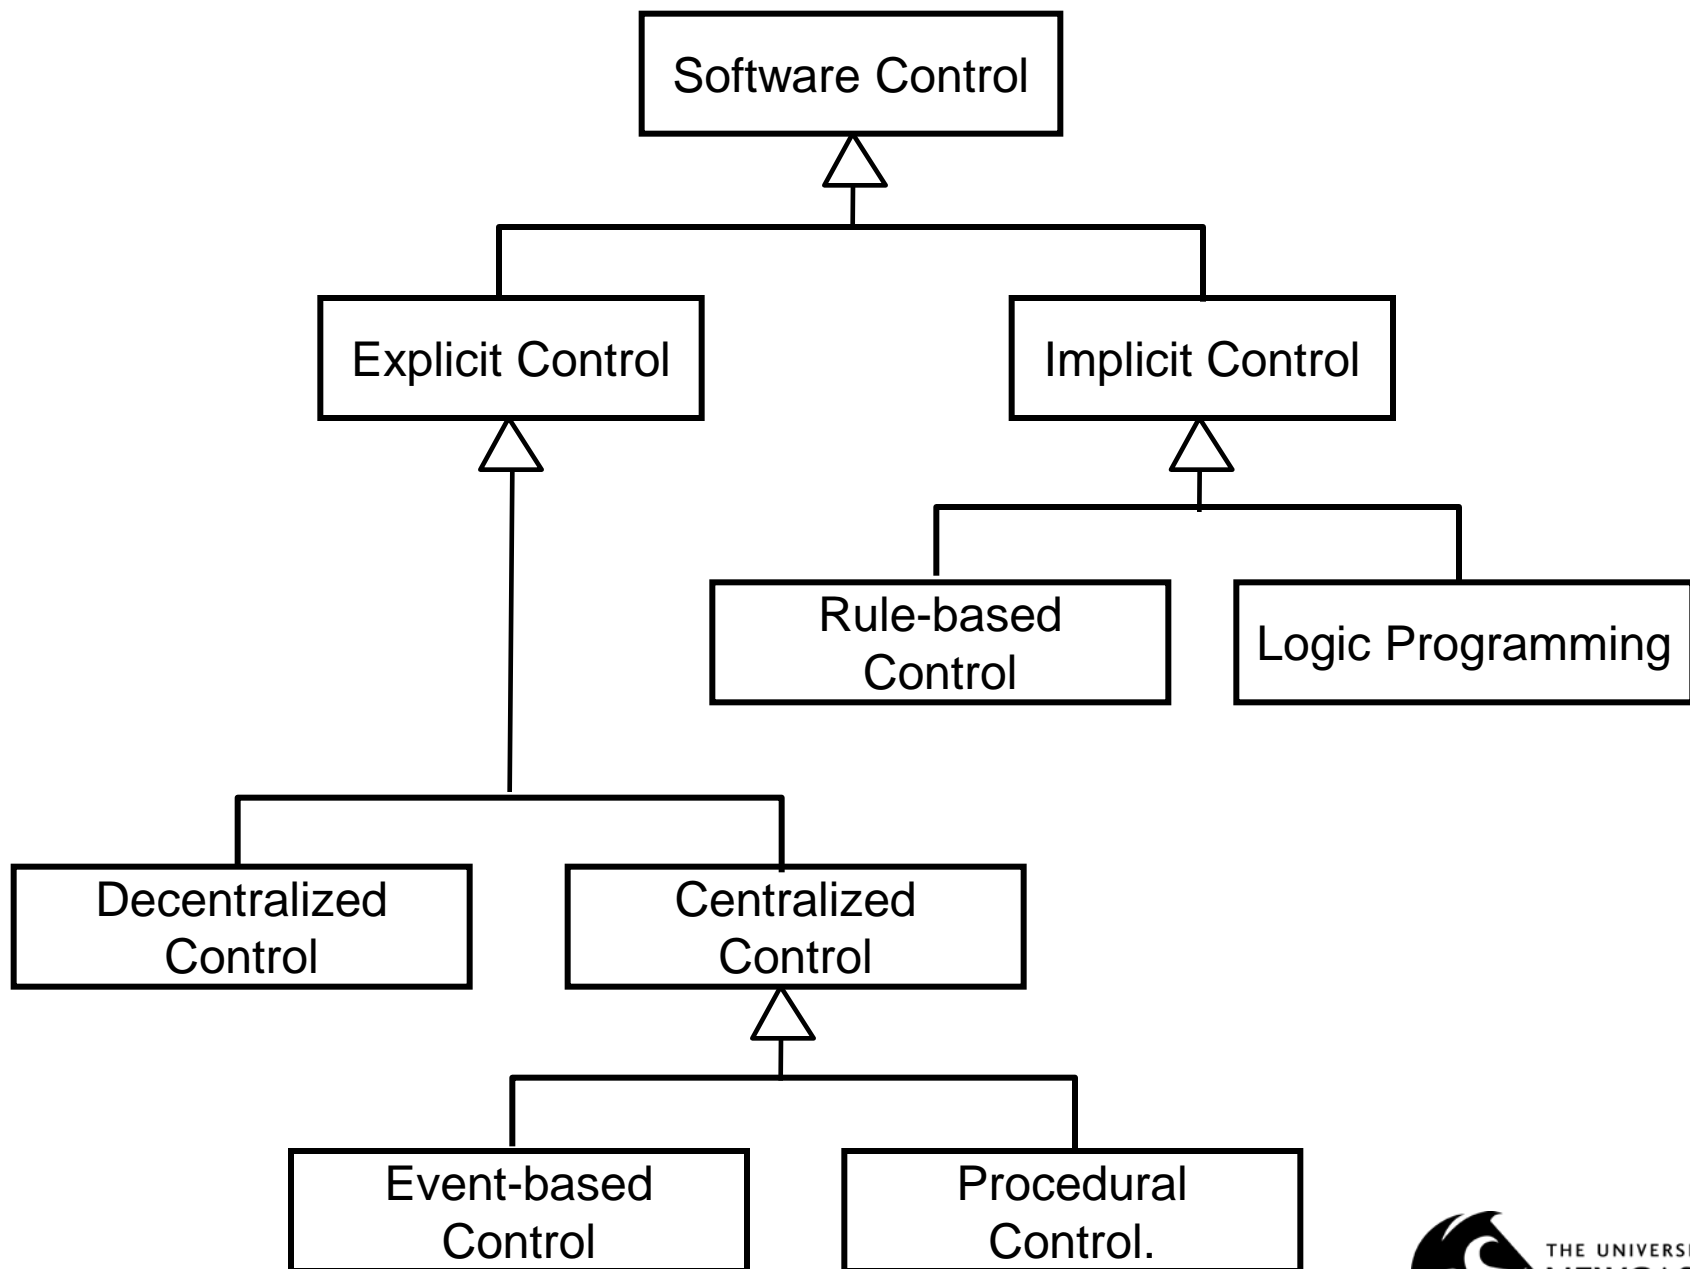 Software Control
Explicit Control
Implicit Control
Rule-based
Control
Logic Programming
Decentralized
Control
Centralized
Control
Event-based
Control
Procedural
Control.
THE